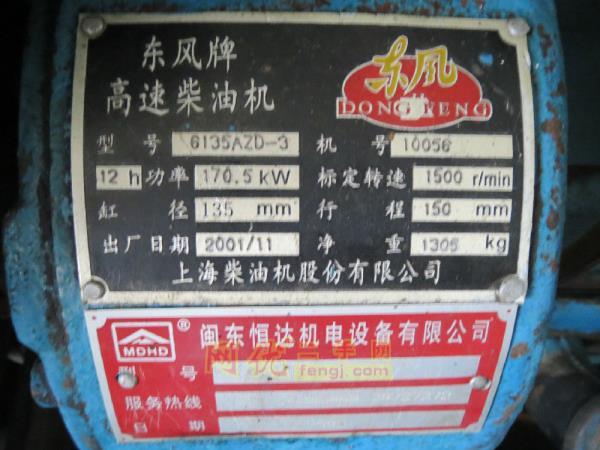 东风牌
高速柴油机
东风
DONGFENG
型号 6135AZD-3 机号 10056
12h功率 170.5kW 标定转速 1500 r/min
缸径 135 mm 行程 150 mm
出厂日期 2001/11 净重 1305 kg
上海柴油机股份有限公司
MDHD ® 闽东恒达机电设备有限公司
型号
fengj.com
服务热线
日期